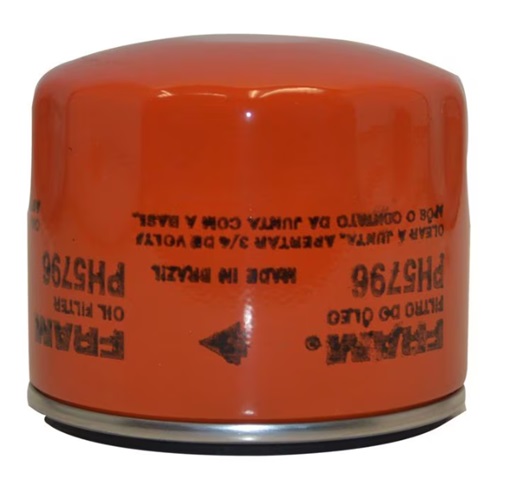 FRAM®
FILTRO DO ÓLEO
PH5796
MADE IN BRAZIL
OLEAR A JUNTA, APERTAR 3/4 DE VOLTA
APÓS O CONTATO DA JUNTA COM A BASE.
FRAM
OIL FILTER
PH5796